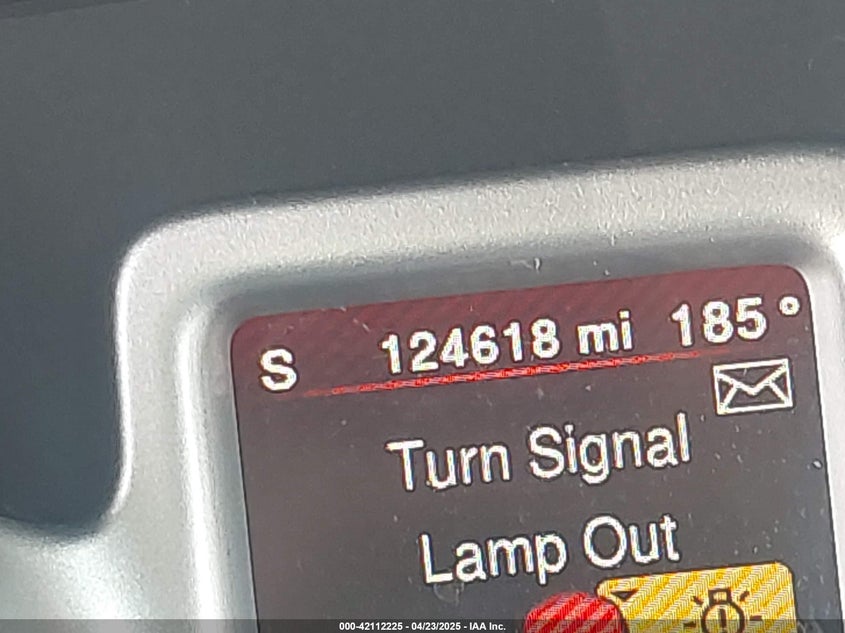 S 124618 mi 185°
Turn Signal
Lamp Out
000-42112225 - 04/23/2025 - IAA Inc.